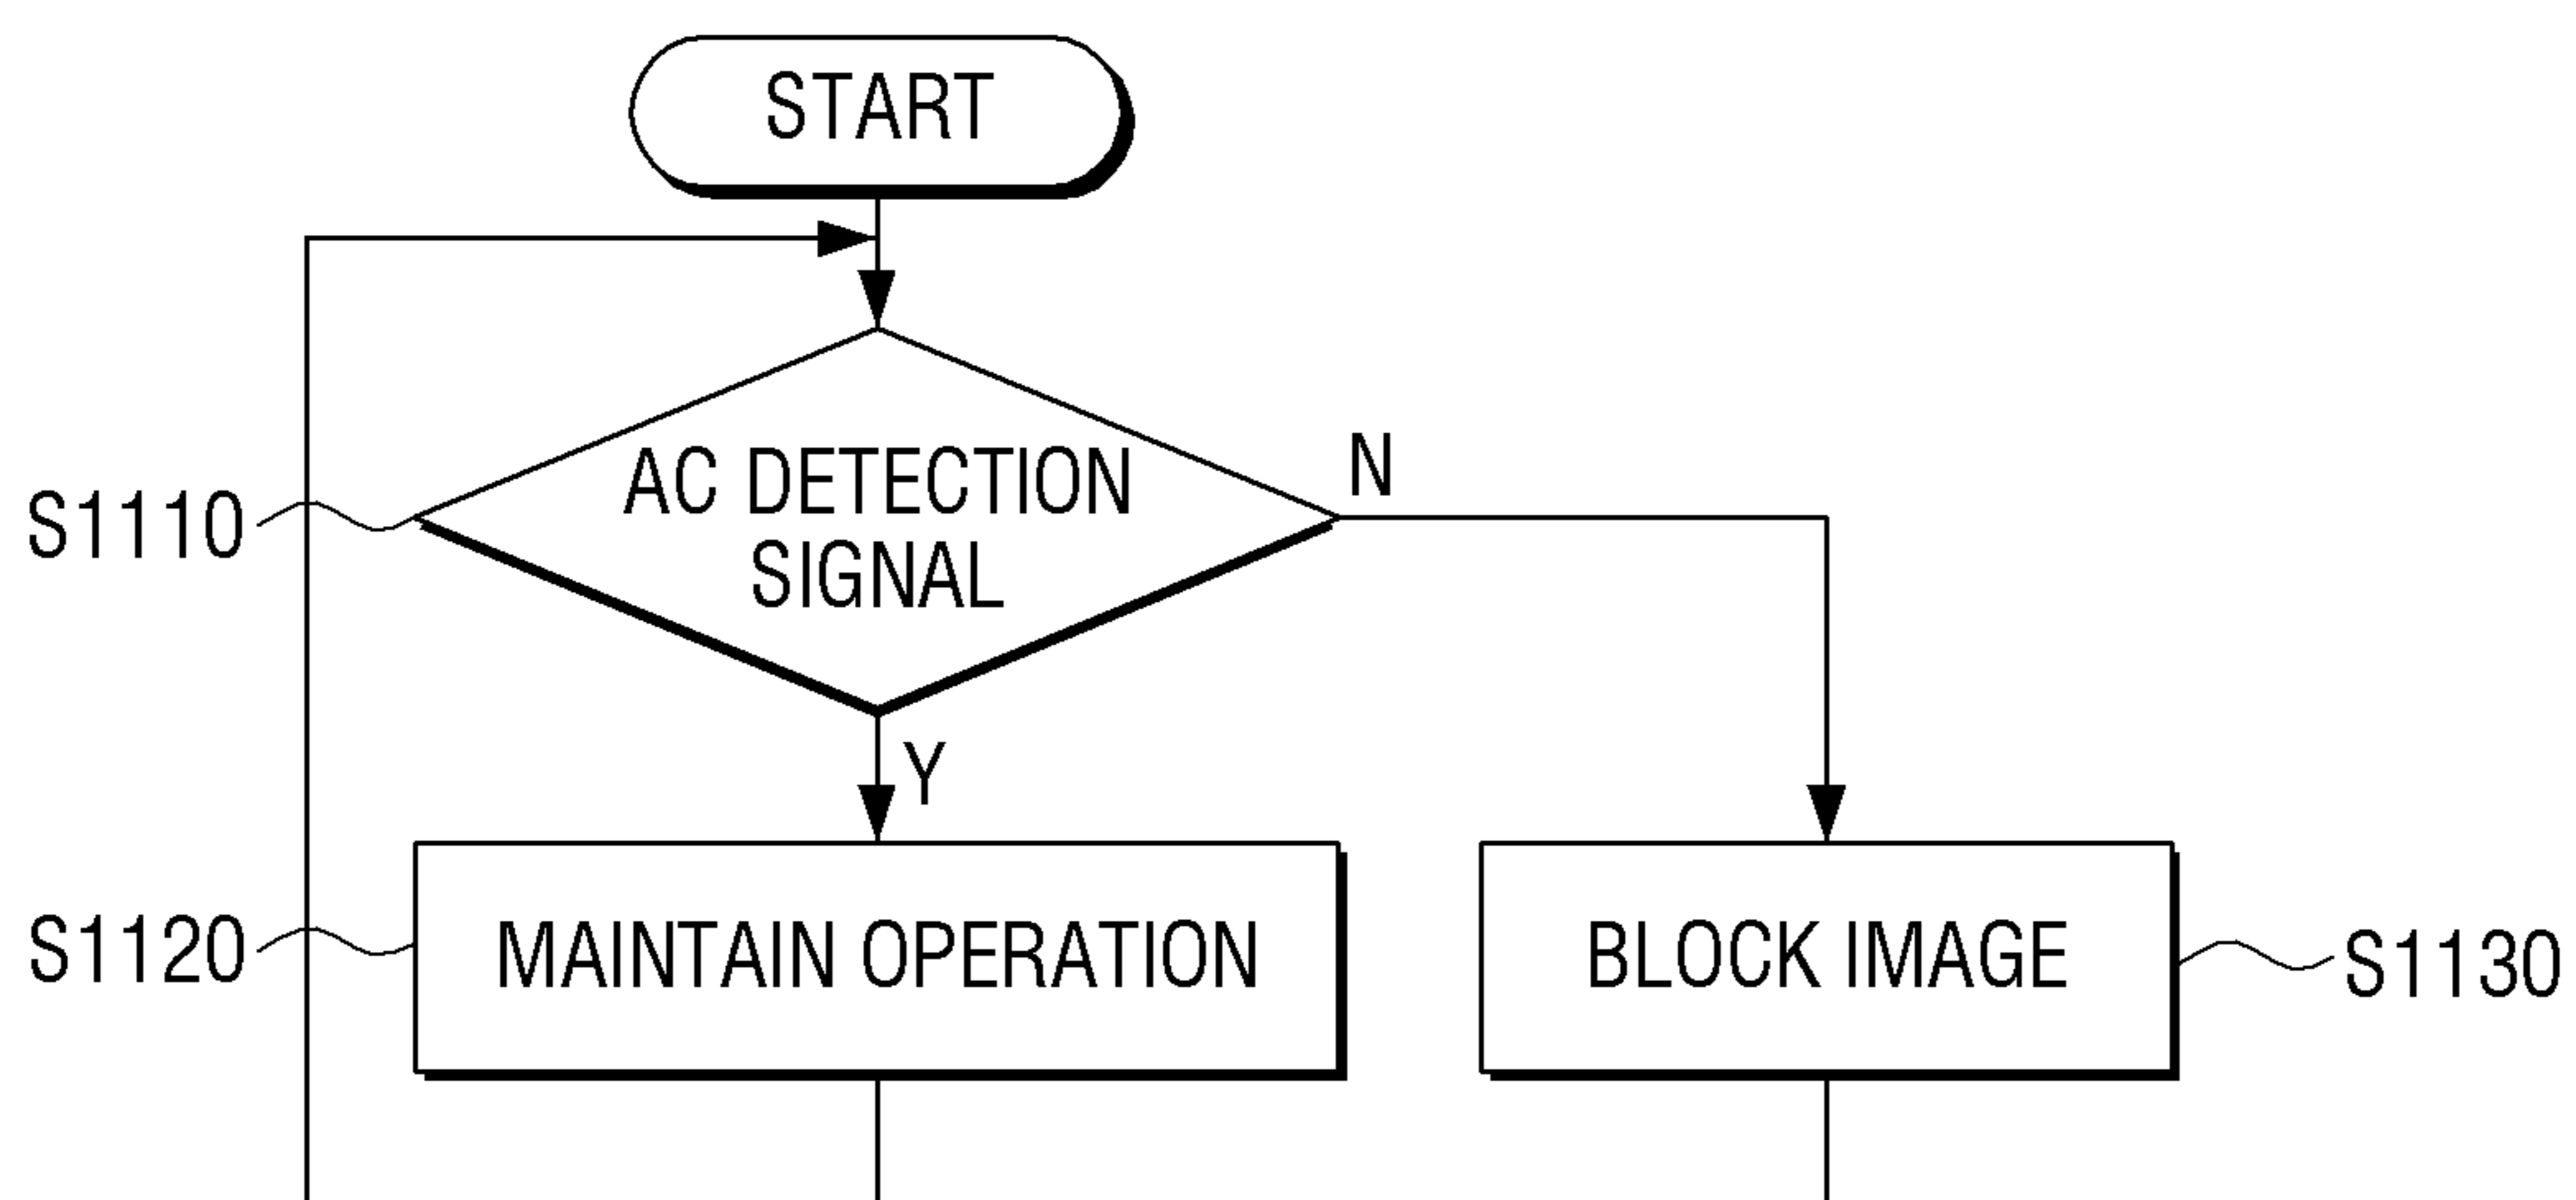 START
AC DETECTION
SIGNAL
N
S1110
Y
MAINTAIN OPERATION
S1120
BLOCK IMAGE
S1130